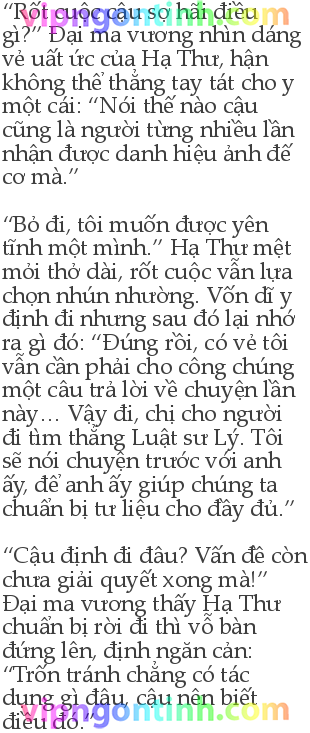 vipngontinh.com
“Rốt cuộc cậu sợ hãi điều
gì?” Đại ma vương nhìn dáng
vẻ uất ức của Hạ Thư, hận
không thể thẳng tay tát cho y
một cái: “Nói thế nào cậu
cũng là người từng nhiều lần
nhận được danh hiệu ảnh đế
cơ mà.”
“Bỏ đi, tôi muốn được yên
tĩnh một mình.” Hạ Thư mệt
mỏi thở dài, rốt cuộc vẫn lựa
chọn nhún nhường. Vốn dĩ y
định đi nhưng sau đó lại nhớ
ra gì đó: “Đúng rồi, có vẻ tôi
vẫn cần phải cho công chúng
một câu trả lời về chuyện lần
này… Vậy đi, chị cho người
đi tìm thằng Luật sư Lý. Tôi
sẽ nói chuyện trước với anh
ấy, để anh ấy giúp chúng ta
chuẩn bị tư liệu cho đầy đủ.”
“Cậu định đi đâu? Vấn đề còn
chưa giải quyết xong mà!”
Đại ma vương thấy Hạ Thư
chuẩn bị rời đi thì vỗ bàn
đứng lên, định ngăn cản:
“Trốn tránh chẳng có tác
dụng gì đâu, cậu nên biết
điều đó.”
vipngontinh.com